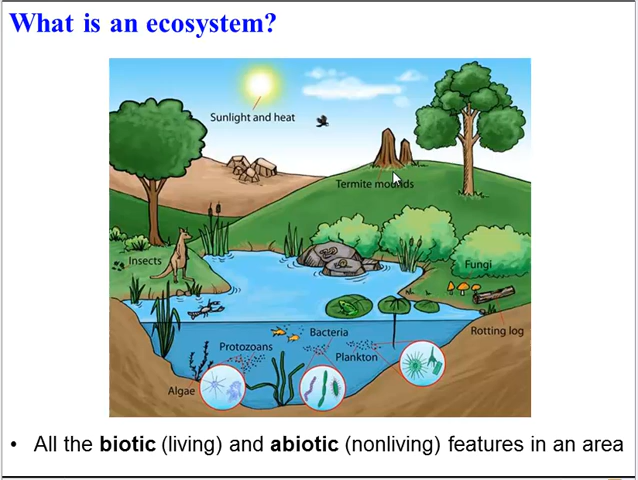 What is an ecosystem?
Sunlight and heat
Termite mounds
Insects
Fungi
Rotting log
Bacteria
Protozoans
Plankton
Algae
• All the biotic (living) and abiotic (nonliving) features in an area